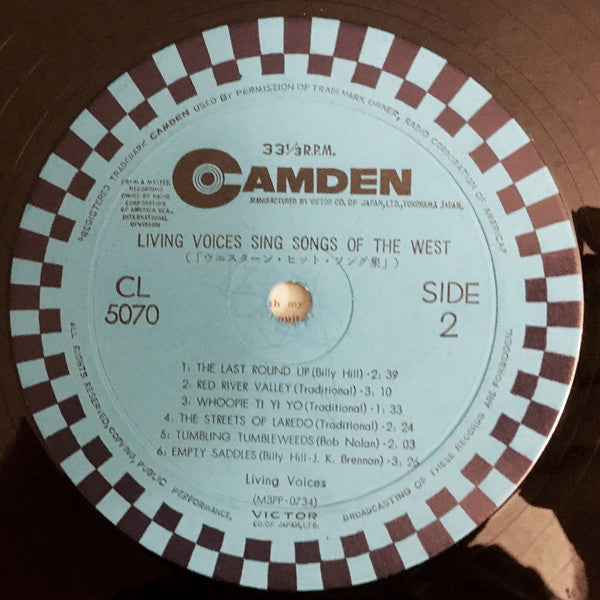 "REGISTERED TRADEMARK CAMDEN USED BY PERMISSION OF TRADEMARK OWNER, RADIO CORPORATION OF AMERICA"
33⅓R.P.M.
CAMDEN
FROM A MASTER
RECORDING
OWNED BY RADIO
CORPORATION
OF AMERICA RCA.
INTERNATIONAL
DIVISION
MANUFACTURED BY VICTOR CO. OF JAPAN, LTD., YOKOHAMA JAPAN.
LIVING VOICES SING SONGS OF THE WEST
(「ウエスターン・ヒット・ソング集」)
CL
5070
SIDE
2
th my
1: THE LAST ROUND UP (Billy Hill)·2:39
2: RED RIVER VALLEY (Traditional)·3:10
3: WHOOPIE TI YI YO (Traditional)·1:33
4: THE STREETS OF LAREDO (Traditional)·2:24
5: TUMBLING TUMBLEWEEDS (Bob Nolan)·2:03
6: EMPTY SADDLES (Billy Hill-J. K. Brennan)·3:26
Living Voices
(M3PP-0734)
VICTOR
CO.OF JAPAN,LTD.
ALL RIGHTS RESERVED, COPYING, PUBLIC PERFORMANCE,
BROADCASTING OF THESE RECORDS ARE FORBIDDEN.